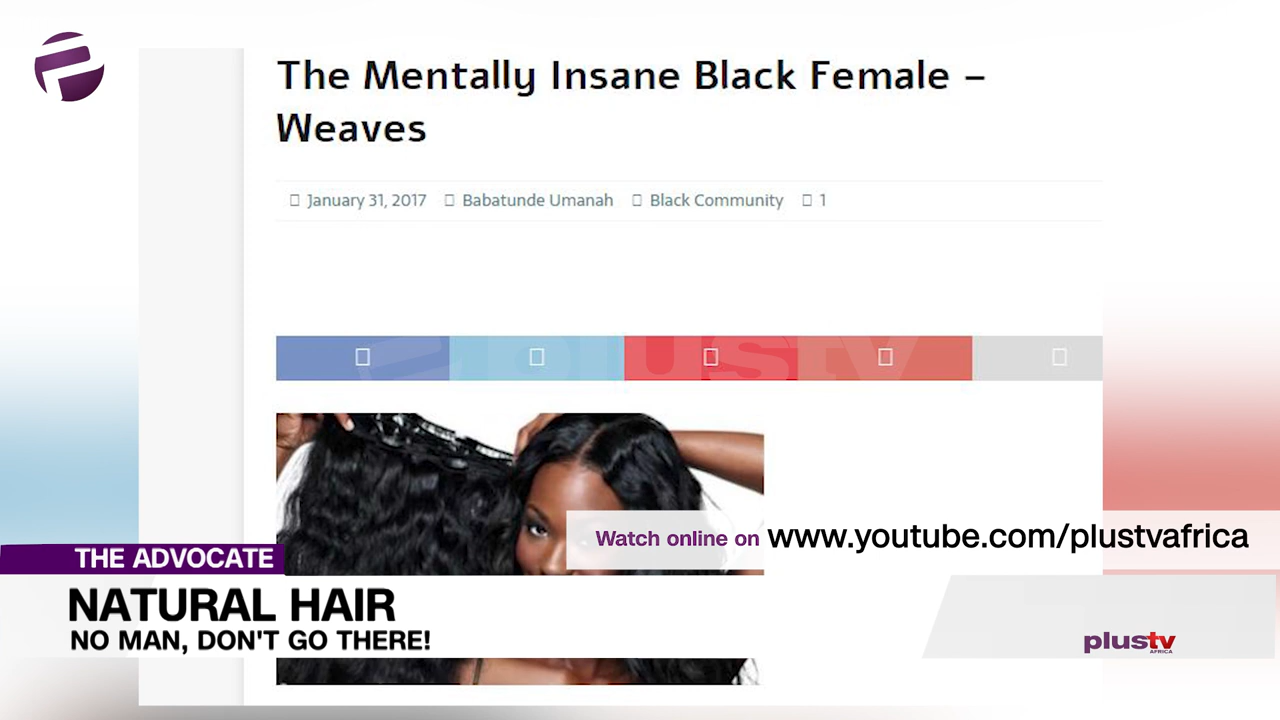 The Mentally Insane Black Female –
Weaves
January 31, 2017 Babatunde Umanah Black Community 1
plustv
Watch online on www.youtube.com/plustvafrica
THE ADVOCATE
NATURAL HAIR
NO MAN, DON'T GO THERE!
plustv
AFRICA